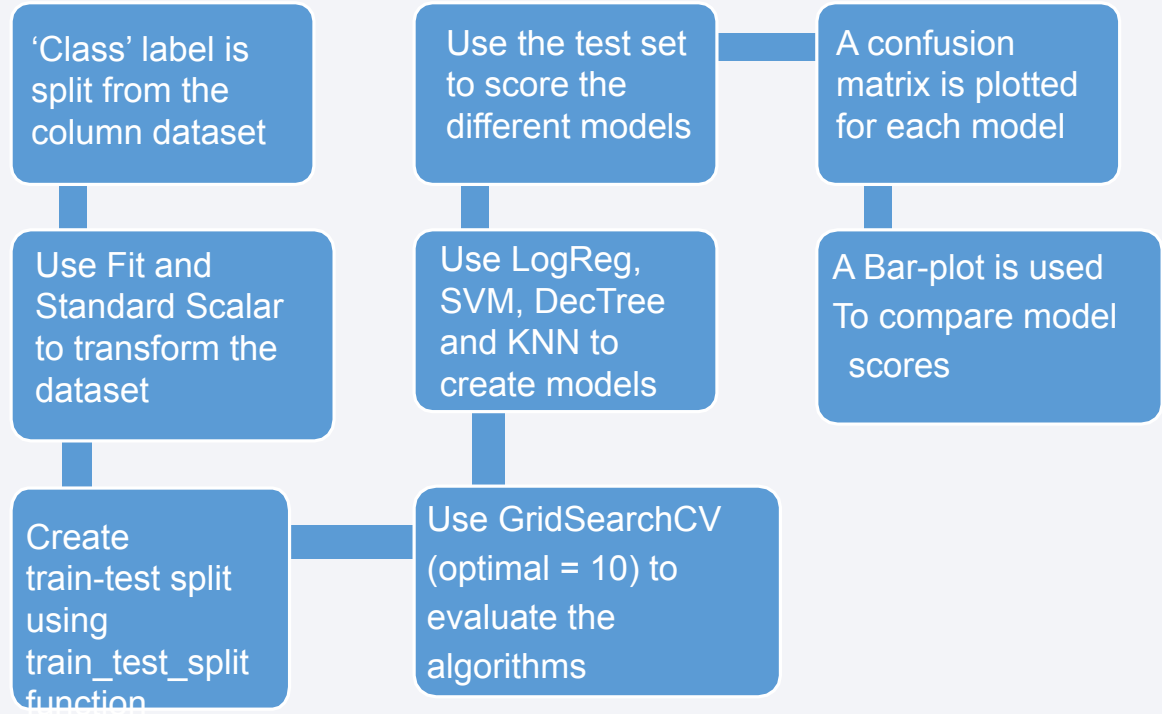 ‘Class’ label is
split from the
column dataset
Use Fit and
Standard Scalar
to transform the
dataset
Create
train-test split
using
train_test_split
function
Use GridSearchCV
(optimal = 10) to
evaluate the
algorithms
Use LogReg,
SVM, DecTree
and KNN to
create models
Use the test set
to score the
different models
A confusion
matrix is plotted
for each model
A Bar-plot is used
To compare model
scores